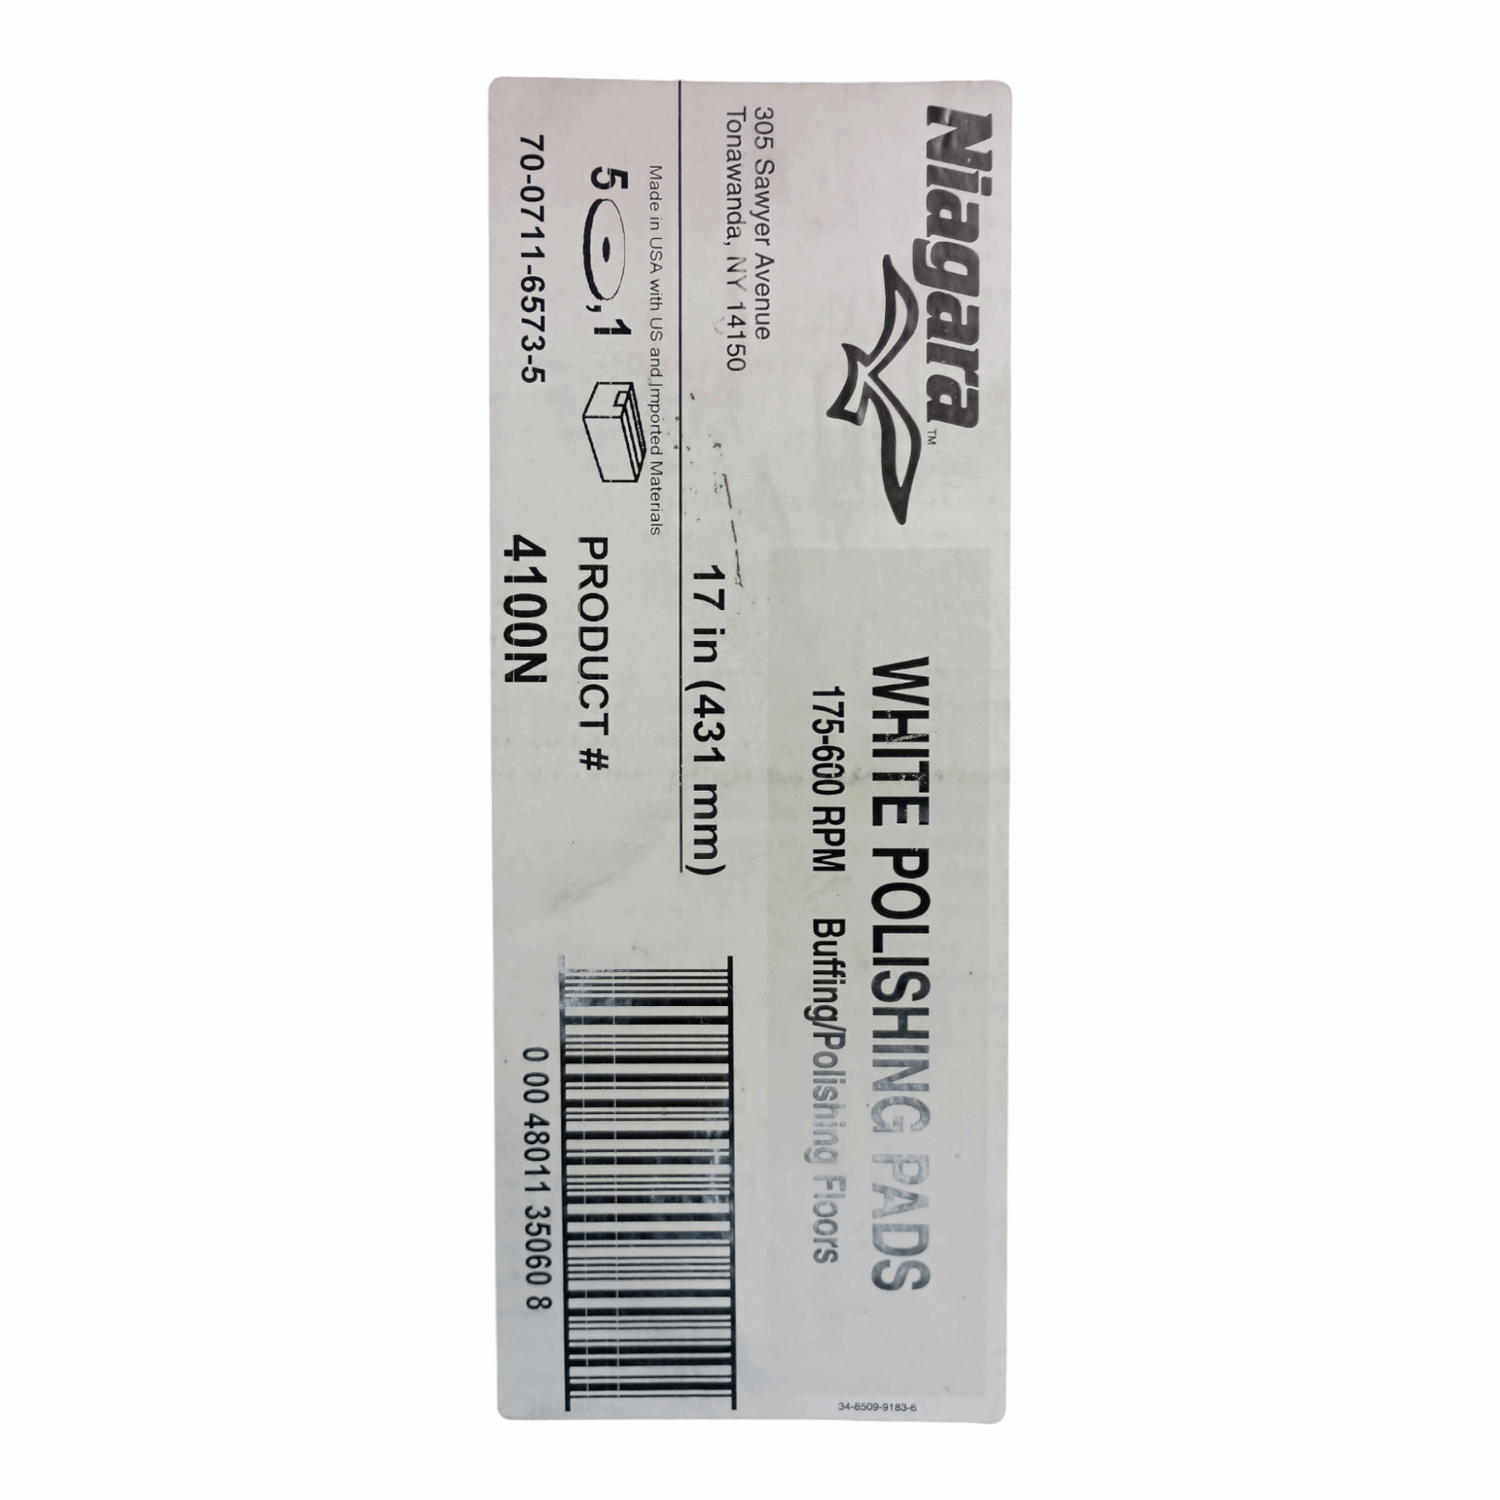 Niagara™
WHITE POLISHING PADS
175-600 RPM Buffing/Polishing Floors
305 Sawyer Avenue
Tonawanda, NY 14150
17 in (431 mm)
Made in USA with US and Imported Materials
5 , 1
PRODUCT #
70-0711-6573-5
4100N
0 00 48011 35060 8
34-8509-9183-6